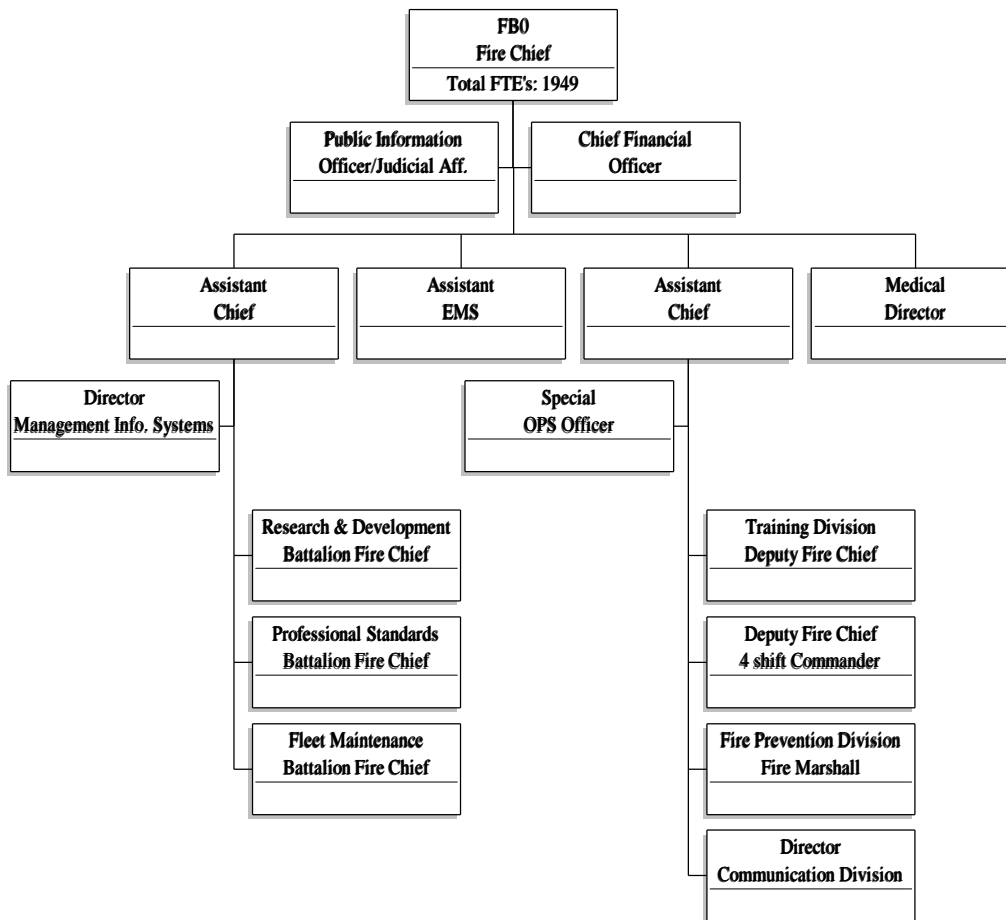 FB0
Fire Chief
Total FTE's: 1949
Public Information
Officer/Judicial Aff.
Chief Financial
Officer
Assistant
Chief
Assistant
EMS
Assistant
Chief
Medical
Director
Director
Management Info. Systems
Special
OPS Officer
Research & Development
Battalion Fire Chief
Professional Standards
Battalion Fire Chief
Fleet Maintenance
Battalion Fire Chief
Training Division
Deputy Fire Chief
Deputy Fire Chief
4 shift Commander
Fire Prevention Division
Fire Marshall
Director
Communication Division